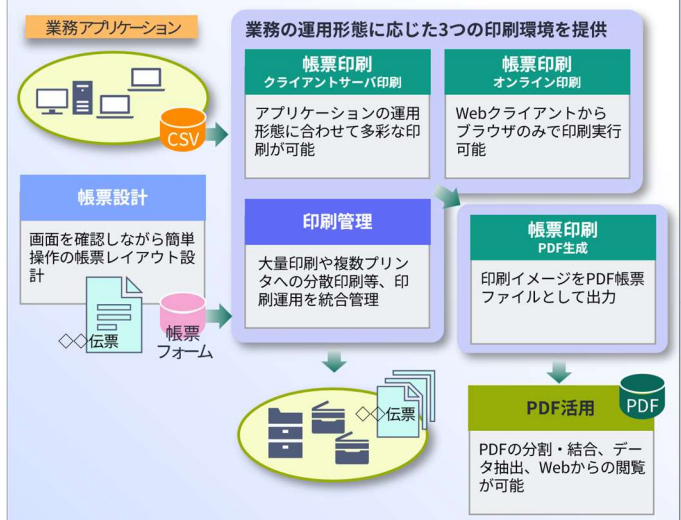 業務アプリケーション
CSV
業務の運用形態に応じた3つの印刷環境を提供
帳票印刷
クライアントサーバ印刷
アプリケーションの運用
形態に合わせて多彩な印
刷が可能
帳票印刷
オンライン印刷
Webクライアントから
ブラウザのみで印刷実行
可能
帳票設計
画面を確認しながら簡単
操作の帳票レイアウト設
計
◇◇伝票
帳票
フォーム
印刷管理
大量印刷や複数プリン
タへの分散印刷等、印
刷運用を統合管理
帳票印刷
PDF生成
印刷イメージをPDF帳票
ファイルとして出力
◇◇伝票
PDF活用
PDF
PDFの分割・結合、デー
タ抽出、Webからの閲覧
が可能